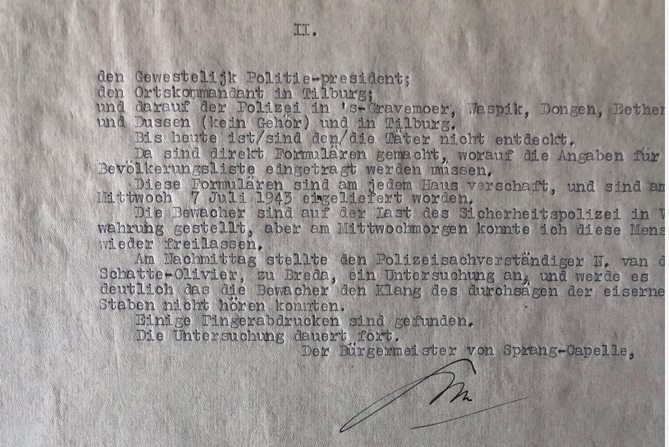 II.
den Gewestelijk Politie-president;
den Ortskommandant in Tilburg;
und darauf der Polizei in 's-Gravemoer, Waspik, Dongen, Bethen
und Dussen (kein Gehör) und in Tilburg.
Bis heute ist/sind den/die Täter nicht entdeckt.
Da sind direkt Formulären gemacht, worauf die Angaben für
Bevölkerungsliste eingetragt werden müssen.
Diese Formulären sind am jedem Haus verschaft, und sind am
Mittwoch 7 Juli 1943 eingeliefert worden.
Die Bewacher sind auf der Last des Sicherheitspolizei in V
wahrung gestellt, aber am Mittwochmorgen konnte ich diese Mens
wieder freilassen.
Am Nachmittag stellte den Polizeisachverständiger N. van d
Schatte-Olivier, zu Breda, ein Untersuchung an, und werde es
deutlich das die Bewacher den Klang des durchsägen der eiserne
Staben nicht hören konnten.
Einige Fingerabdrucken sind gefunden.
Die Untersuchung dauert fort.
Der Bürgermeister von Sprang-Capelle,